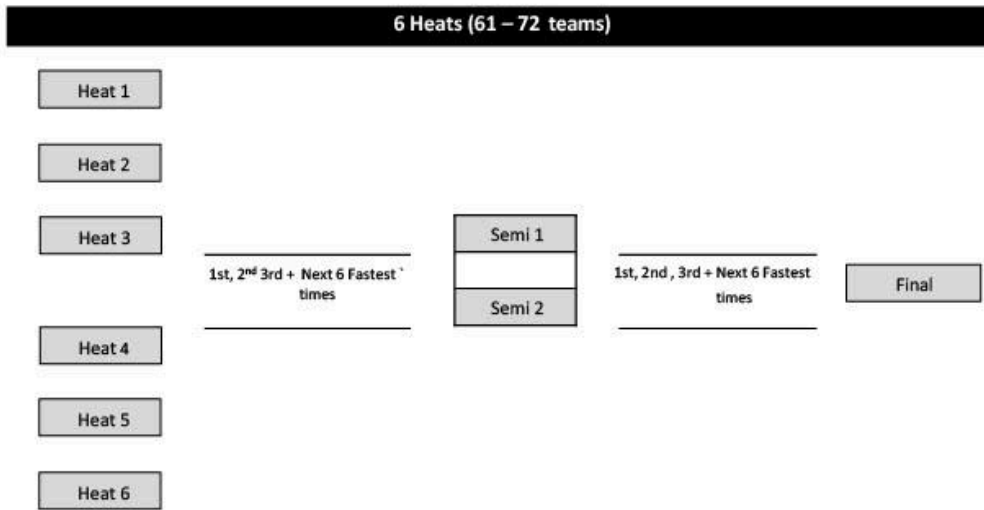 6 Heats (61 – 72 teams)
Heat 1
Heat 2
Heat 3
Heat 4
Heat 5
Heat 6
1st, 2nd 3rd + Next 6 Fastest `
times
Semi 1
Semi 2
1st, 2nd , 3rd + Next 6 Fastest
times
Final